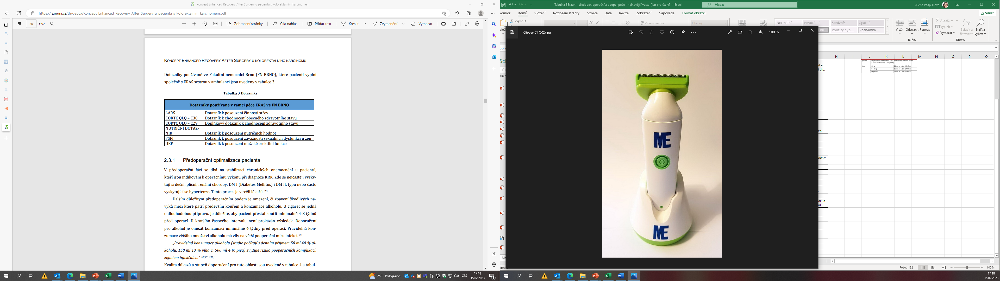 Koncept Enhanced Recovery After Surgery u pacienta s kolorektálním karcinomem
https://is.muni.cz/th/qep5x/Koncept_Enhanced_Recovery_After_Surgery_u_pacienta_s_kolorektalnim_karcinomem.pdf
30 z 92
Zobrazení stránky
Číst nahlas
Přidat text
Kreslit
Zvýraznění
Vymazat
KONCEPT ENHANCED RECOVERY AFTER SURGERY U KOLOREKTÁLNÍHO KARCINOMU
Dotazníky používané ve Fakultní nemocnici Brno (FN BRNO), které pacienti vyplní
společně s ERAS sestrou v ambulanci jsou uvedeny v tabulce 3.
Tabulka 3 Dotazníky
Dotazníky používané v rámci péče ERAS ve FN BRNO
LARS Dotazník k posouzení činnosti střev
EORTC QLQ – C30 Dotazník k zhodnocení obecného zdravotního stavu
EORTC QLQ – C29 Doplňkový dotazník k zhodnocení zdravotního stavu
NUTRIČNÍ DOTAZ-
NÍK Dotazník k posouzení nutričních hodnot
FSFI Dotazník k posouzení závažnosti sexuálních dysfunkcí u žen
IIEF Dotazník k posouzení mužské erektilní funkce
2.3.1 Předoperační optimalizace pacienta
V předoperační fázi se dbá na stabilizaci chronických onemocnění u pacientů,
kteří jsou indikováni k operačnímu výkonu při diagnóze KRK. Zde se nejčastěji vysky-
tují srdeční, plicní, renální choroby, DM I (Diabetes Mellitus) i DM II. typu nebo často
vyskytující se hypertenze. Tento proces je v režii lékařů. 23
Dalším důležitým předoperačním bodem je omezení, či zbavení škodlivých ná-
vyků mezi které patří především kouření a konzumace alkoholu. U cigaret se jedná
o dlouhodobou přípravu. Je důležité, aby pacient přestal kouřit minimálně 4-8 týdnů
před operací. U kratšího časového intervalu není prokázán výsledek. Doporučení
pro alkohol je omezit konzumaci minimálně 4 týdny před operací. Pravidelná kon-
zumace většího množství alkoholu má vliv na větší pooperační míru infekcí. 23
„Pravidelná konzumace alkoholu (studie počítají s denním příjmem 50 ml 40 % al-
koholu, 150 ml 13 % vína či 500 ml 4 % piva) zvyšuje riziko pooperačních komplikací,
zejména infekčních." 23(str. 346)
Kvalita důkazů a stupeň doporučení pro tuto oblast jsou uvedené v tabulce 4 a tabul-
2°C Polojasno
CES
17:18
15.02.2023
3
Tabulka BBraun - předoper. operační a pooper.péče - nejnovější verze [jen pro čtení] - Excel
Hledat
Alena Pospíšilová
Soubor
Domů
Vložení
Rozložení stránky
Vzorce
Data
Revize
Zobrazení
Nápověda
Formát obrázku
Sdílet
Vyjmout
Zalamovat text
Obecný
Normální
Neutrální
Správně
Špatně
Použitý hyp...
Poznámka
Vložit
Odstranit
Formát
Buňky
AutoSum
Vyplnit
Vymazat
Seřadit a
filtrovat
Najít a
vybrat
Úpravy
Clipper-01 (002).jpg
100 %
ME
ME
H I J K L M N O P Q
Počet: 132
100 %
17:18
15.02.2023